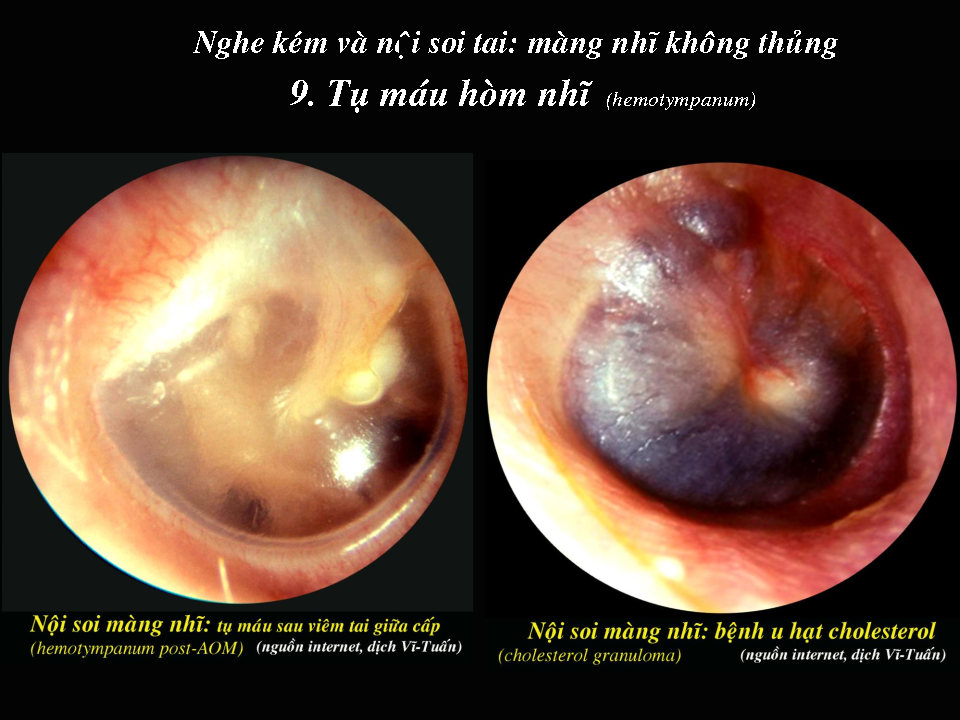 Nghe kém và nội soi tai: màng nhĩ không thủng
9. Tụ máu hòm nhĩ (hemotympanum)
Nội soi màng nhĩ: tụ máu sau viêm tai giữa cấp
(hemotympanum post-AOM) (nguồn internet, dịch Vĩ-Tuấn)
Nội soi màng nhĩ: bệnh u hạt cholesterol
(cholesterol granuloma) (nguồn internet, dịch Vĩ-Tuấn)